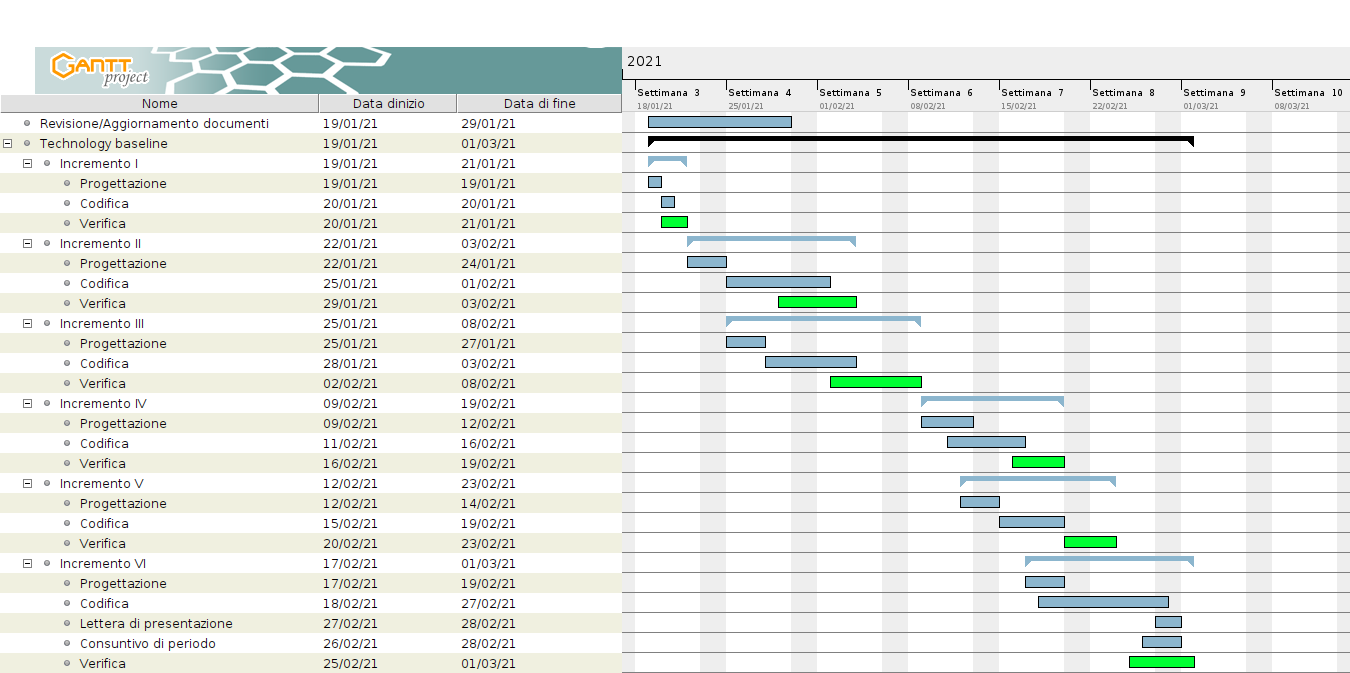 GANTT project
2021
Settimana 3 Settimana 4 Settimana 5 Settimana 6 Settimana 7 Settimana 8 Settimana 9 Settimana 10
18/01/21 25/01/21 01/02/21 08/02/21 15/02/21 22/02/21 01/03/21 08/03/21
Nome Data dinizio Data di fine
Revisione/Aggiornamento documenti 19/01/21 29/01/21
Technology baseline 19/01/21 01/03/21
Incremento I 19/01/21 21/01/21
Progettazione 19/01/21 19/01/21
Codifica 20/01/21 20/01/21
Verifica 20/01/21 21/01/21
Incremento II 22/01/21 03/02/21
Progettazione 22/01/21 24/01/21
Codifica 25/01/21 01/02/21
Verifica 29/01/21 03/02/21
Incremento III 25/01/21 08/02/21
Progettazione 25/01/21 27/01/21
Codifica 28/01/21 03/02/21
Verifica 02/02/21 08/02/21
Incremento IV 09/02/21 19/02/21
Progettazione 09/02/21 12/02/21
Codifica 11/02/21 16/02/21
Verifica 16/02/21 19/02/21
Incremento V 12/02/21 23/02/21
Progettazione 12/02/21 14/02/21
Codifica 15/02/21 19/02/21
Verifica 20/02/21 23/02/21
Incremento VI 17/02/21 01/03/21
Progettazione 17/02/21 19/02/21
Codifica 18/02/21 27/02/21
Lettera di presentazione 27/02/21 28/02/21
Consuntivo di periodo 26/02/21 28/02/21
Verifica 25/02/21 01/03/21